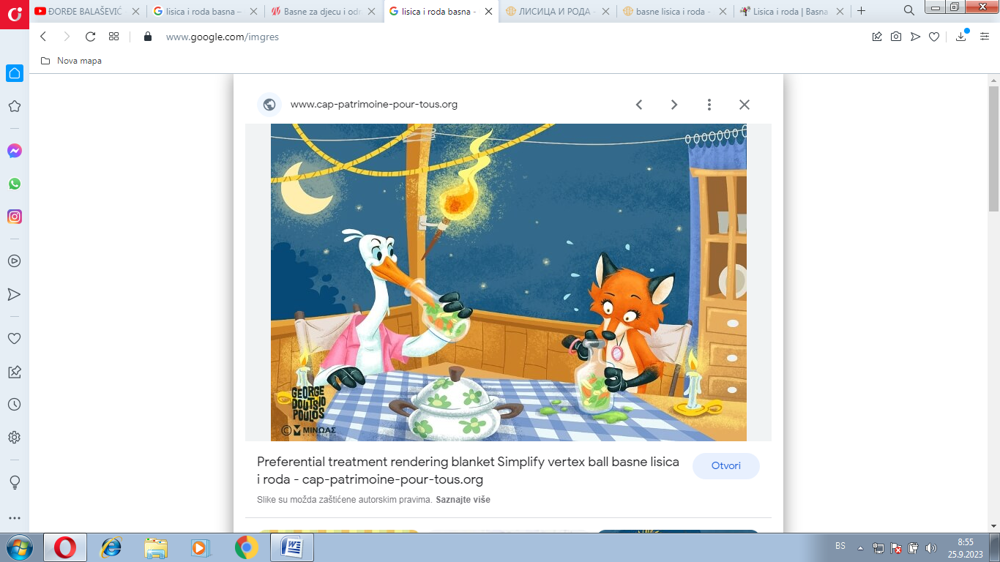 ĐORĐE BALAŠEVIĆ -
lisica i roda basna –
Basne za djecu i odr
lisica i roda basna -
ЛИСИЦА И РОДА -
basne lisica i roda -
Lisica i roda | Basna
www.google.com/imgres
Nova mapa
www.cap-patrimoine-pour-tous.org
GEORGE
DOUTSIO
POULOS
© ΜΙΝΩΑΣ
Preferential treatment rendering blanket Simplify vertex ball basne lisica
i roda - cap-patrimoine-pour-tous.org
Otvori
Slike su možda zaštićene autorskim pravima. Saznajte više
BS
8:55
25.9.2023